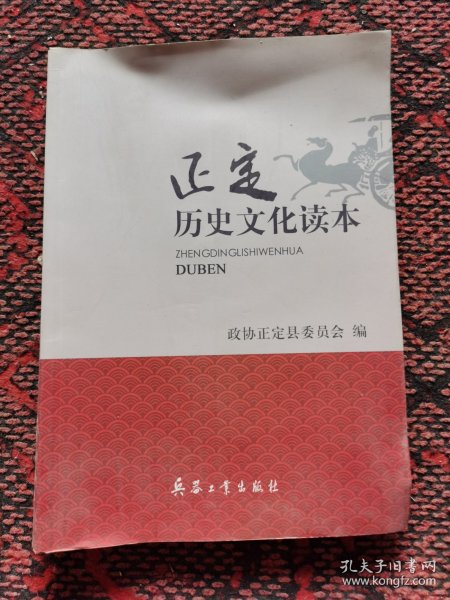 正定
历史文化读本
ZHENGDINGLISHIWENHUA
DUBEN
政协正定县委员会 编
兵器工业出版社
孔夫子旧书网
www.kongfz.com